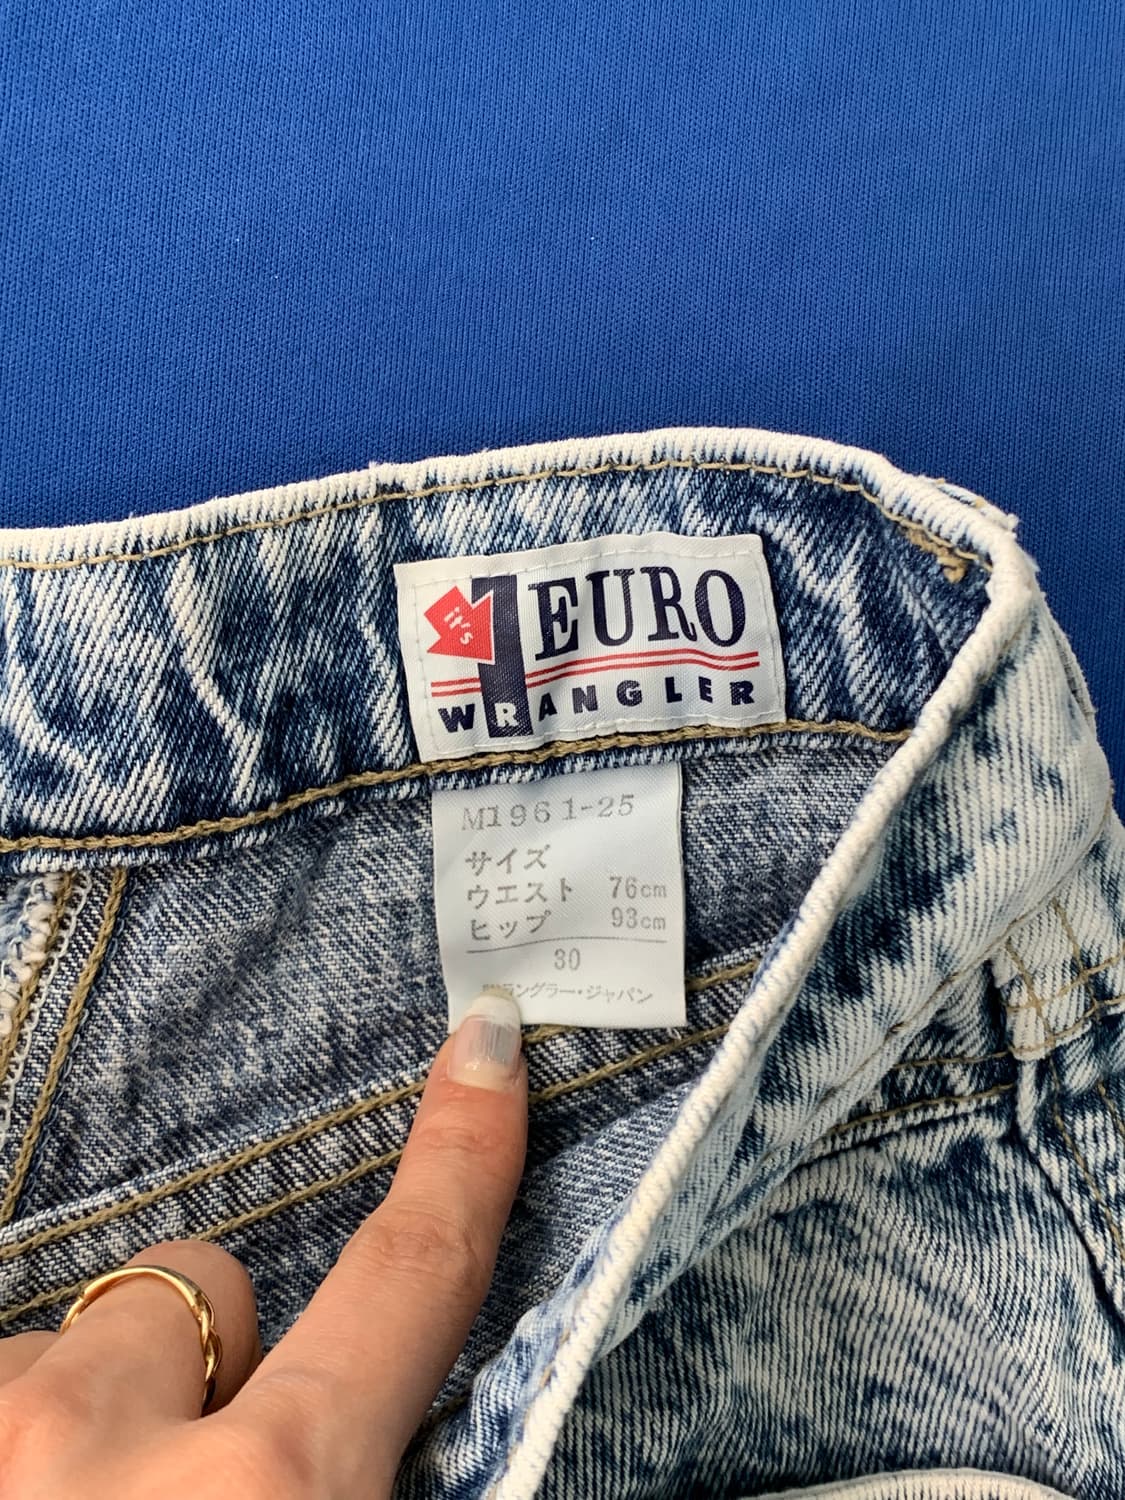 it's
EURO
WRANGLER
M1961-25
サイズ
ウエスト 76cm
ヒップ 93cm
30
ラングラー・ジャパン